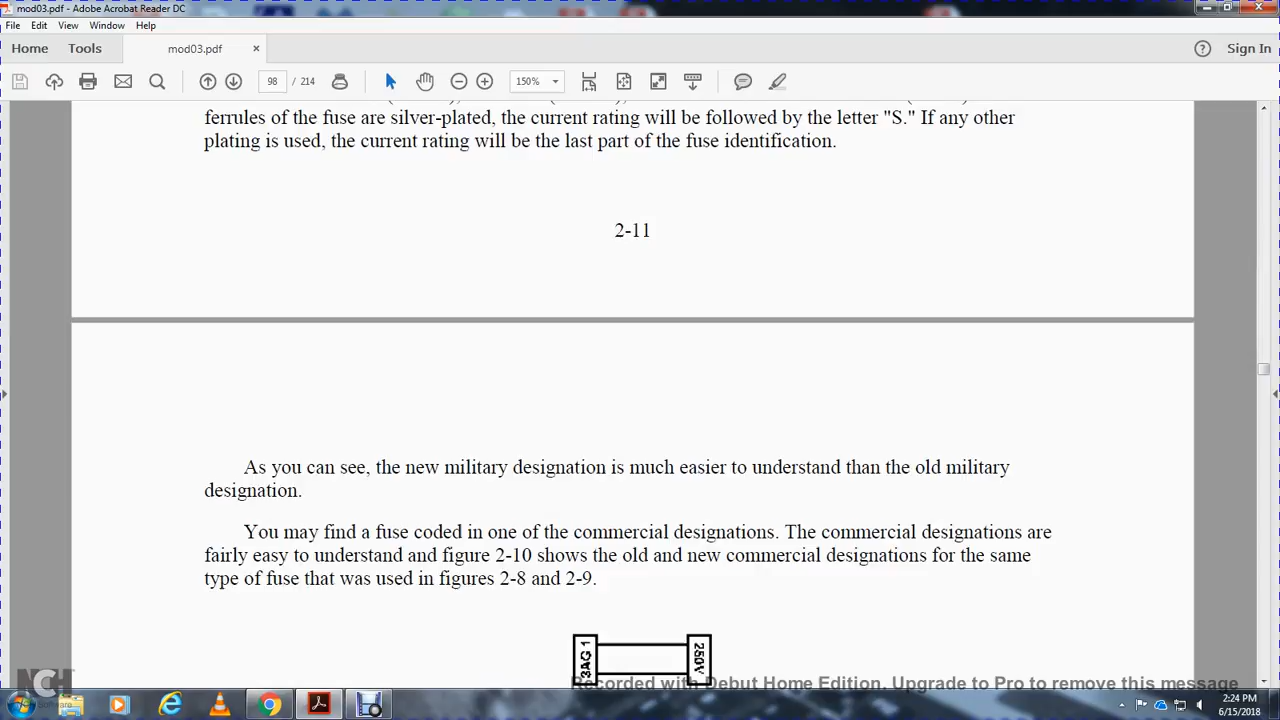 mod03.pdf - Adobe Acrobat Reader DC
File Edit View Window Help
Home Tools mod03.pdf × ? Sign In
98 / 214 150%
ferrules of the fuse are silver-plated, the current rating will be followed by the letter "S." If any other
plating is used, the current rating will be the last part of the fuse identification.
2-11
As you can see, the new military designation is much easier to understand than the old military
designation.
You may find a fuse coded in one of the commercial designations. The commercial designations are
fairly easy to understand and figure 2-10 shows the old and new commercial designations for the same
type of fuse that was used in figures 2-8 and 2-9.
3AG 1 250V
Recorded with Debut Home Edition. Upgrade to Pro to remove this message
NCH
Software
2:24 PM
6/15/2018